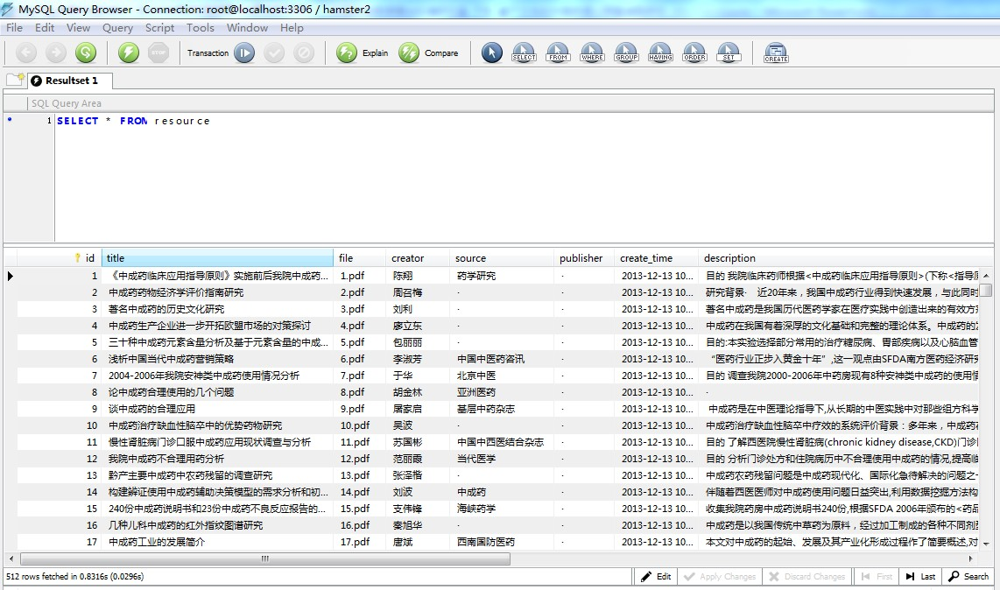 MySQL Query Browser - Connection: root@localhost:3306 / hamster2
File Edit View Query Script Tools Window Help
Transaction Explain Compare SELECT FROM WHERE GROUP HAVING ORDER SET CREATE
Resultset 1
SQL Query Area
1 SELECT * FROM resource
id title file creator source publisher create_time description
1 《中成药临床应用指导原则》实施前后我院中成药... 1.pdf 陈翔 药学研究 · 2013-12-13 10... 目的 我院临床药师根据<中成药临床应用指导原则>(下称<指导原
2 中成药药物经济学评价指南研究 2.pdf 周召梅 · · 2013-12-13 10... 研究背景· 近20年来，我国中成药行业得到快速发展，与此同时
3 著名中成药的历史文化研究 3.pdf 刘利 · · 2013-12-13 10... 著名中成药是我国历代医药学家在医疗实践中创造出来的有效方
4 中成药生产企业进一步开拓欧盟市场的对策探讨 4.pdf 廖立东 · · 2013-12-13 10... 中成药在我国有着深厚的文化基础和完整的理论体系。中成药的
5 三十种中成药元素含量分析及基于元素含量的中成... 5.pdf 包丽丽 · · 2013-12-13 10... 目的:本实验选择部分常用的治疗糖尿病、胃部疾病以及心脑血管
6 浅析中国当代中成药营销策略 6.pdf 李淑芳 中国中医药咨讯 · 2013-12-13 10... “医药行业正步入黄金十年”,这一观点由SFDA南方医药经济研
7 2004-2006年我院安神类中成药使用情况分析 7.pdf 于华 北京中医 · 2013-12-13 10... 目的 调查我院2000-2006年中药房现有8种安神类中成药的使用情
8 论中成药合理使用的几个问题 8.pdf 胡金林 亚洲医药 · 2013-12-13 10... ·
9 谈中成药的合理应用 9.pdf 屠家启 基层中药杂志 · 2013-12-13 10... 中成药是在中医理论指导下,从长期的中医实践中对那些组方科学
10 中成药治疗缺血性脑卒中的优势药物研究 10.pdf 吴波 · · 2013-12-13 10... 中成药治疗缺血性脑卒中疗效的系统评价背景：多年来，中成药
11 慢性肾脏病门诊口服中成药应用现状调查与分析 11.pdf 苏国彬 中国中西医结合杂志 · 2013-12-13 10... 目的 了解西医院慢性肾脏病(chronic kidney disease,CKD)门诊
12 我院中成药不合理用药分析 12.pdf 范丽霞 当代医学 · 2013-12-13 10... 目的 分析门诊处方和住院病历中不合理使用中成药的情况,提高临
13 黔产主要中成药中农药残留的调查研究 13.pdf 张泽楷 · · 2013-12-13 10... 中成药农药残留问题是中成药现代化、国际化急待解决的问题之
14 构建辨证使用中成药辅助决策模型的需求分析和初... 14.pdf 刘波 中成药 · 2013-12-13 10... 伴随着西医医师对中成药使用问题日益突出,利用数据挖掘方法构
15 240份中成药说明书和23份中成药不良反应报告的... 15.pdf 支伟峰 海峡药学 · 2013-12-13 10... 收集我院药房中成药说明书240份,根据SFDA 2006年颁布的<药品
16 几种儿科中成药的红外指纹图谱研究 16.pdf 秦旭华 · · 2013-12-13 10... 中成药是以我国传统中草药为原料，经过加工制成的各种不同剂
17 中成药工业的发展简介 17.pdf 唐斌 西南国防医药 · 2013-12-13 10... 本文对中成药的起始、发展及其产业化形成过程作了简要概述,对
512 rows fetched in 0.8316s (0.0296s) Edit Apply Changes Discard Changes First Last Search